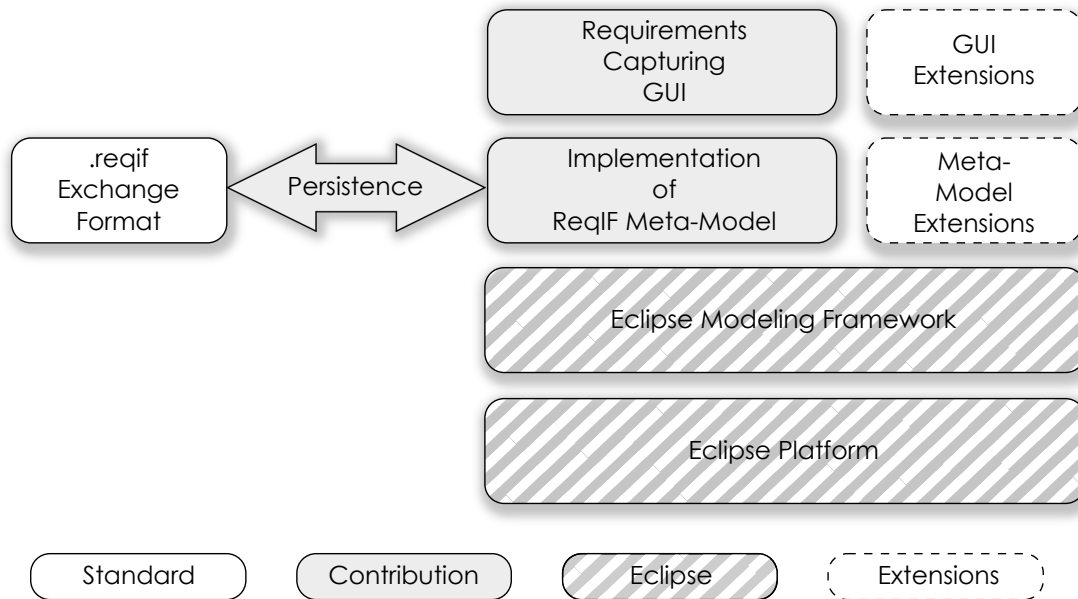 Requirements
Capturing
GUI
GUI
Extensions
.reqif
Exchange
Format
Persistence
Implementation
of
ReqIF Meta-Model
Meta-
Model
Extensions
Eclipse Modeling Framework
Eclipse Platform
Standard
Contribution
Eclipse
Extensions